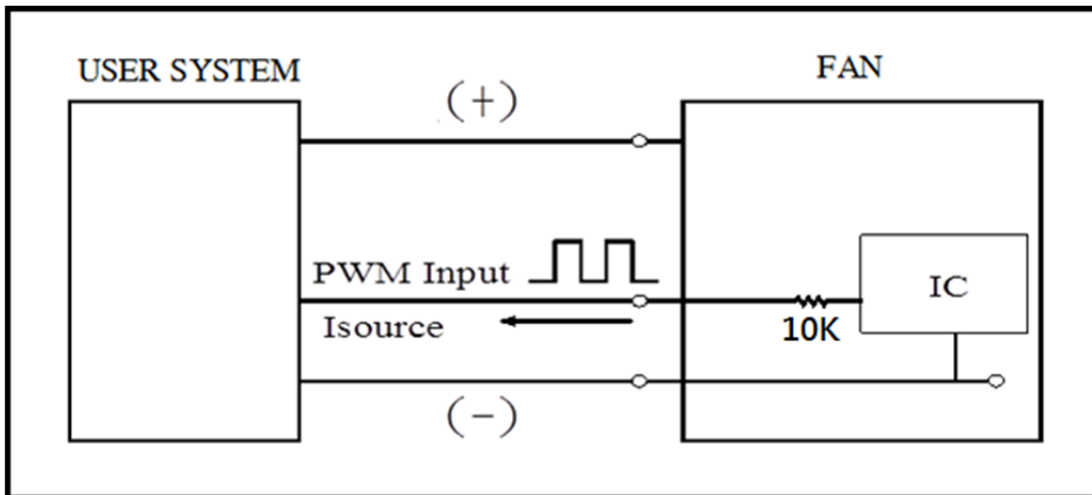 USER SYSTEM
FAN
(+)
PWM Input
IC
Isource
10K
(-)